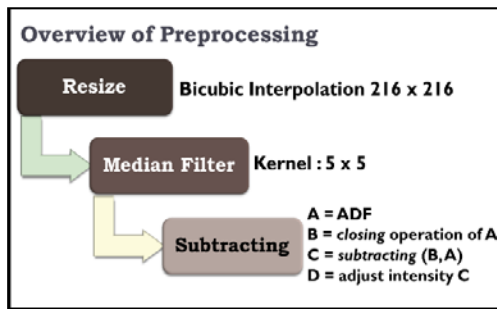 Overview of Preprocessing
Resize
Bicubic Interpolation 216 x 216
Median Filter
Kernel : 5 x 5
Subtracting
A = ADF
B = closing operation of A
C = subtracting (B,A)
D = adjust intensity C